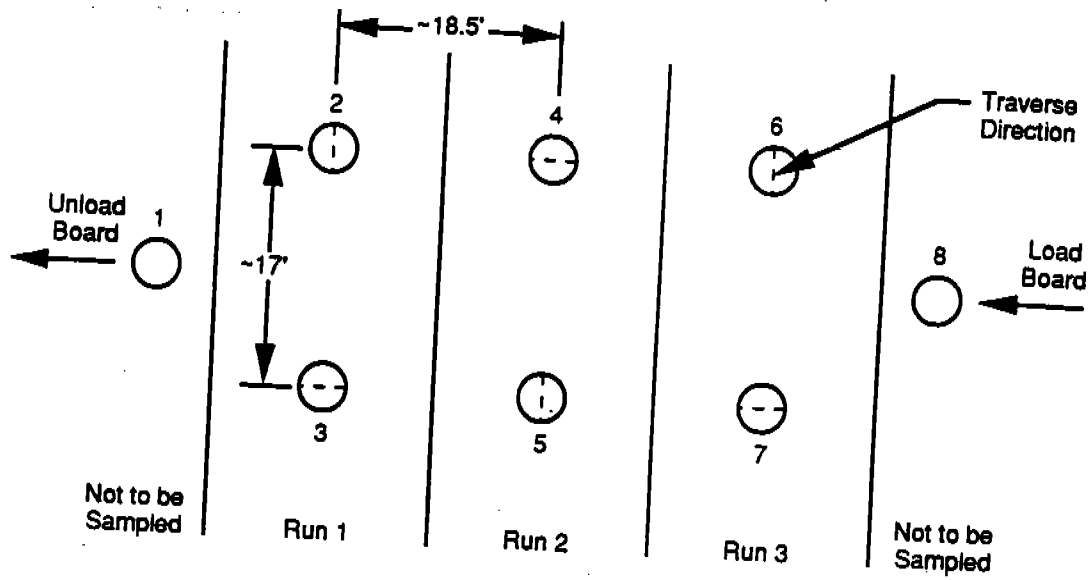 ~18.5'
2
4
6
Traverse
Direction
Unload
Board
1
~17'
8
Load
Board
3
5
7
Not to be
Sampled
Run 1
Run 2
Run 3
Not to be
Sampled